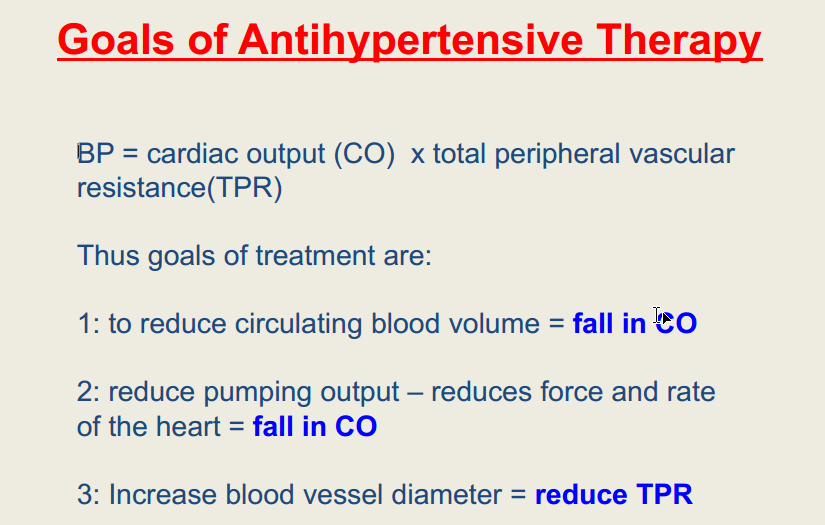 Goals of Antihypertensive Therapy
BP = cardiac output (CO)  x total peripheral vascular
resistance(TPR)
Thus goals of treatment are:
1: to reduce circulating blood volume = fall in CO
2: reduce pumping output – reduces force and rate
of the heart = fall in CO
3: Increase blood vessel diameter = reduce TPR